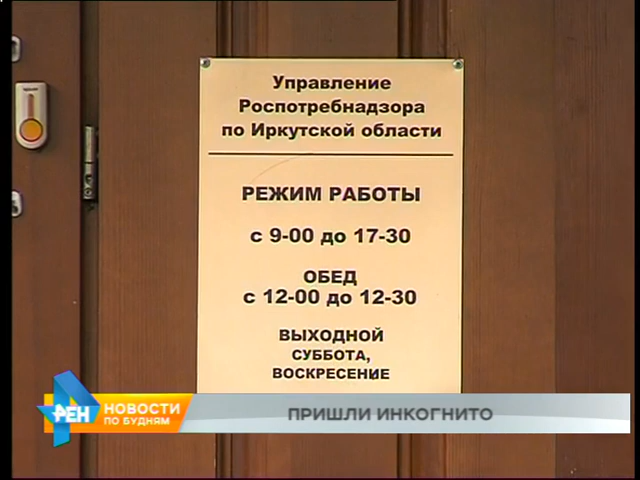 Управление
Роспотребнадзора
по Иркутской области
РЕЖИМ РАБОТЫ
с 9-00 до 17-30
ОБЕД
с 12-00 до 12-30
ВЫХОДНОЙ
СУББОТА,
ВОСКРЕСЕНИЕ
РЕН НОВОСТИ
ПО БУДНЯМ
ПРИШЛИ ИНКОГНИТО